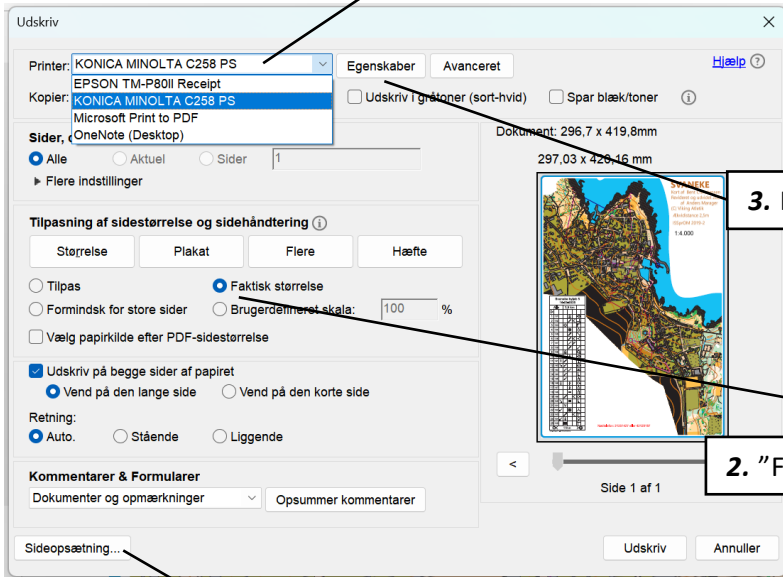 Udskriv
Printer: KONICA MINOLTA C258 PS
Egenskaber
Avanceret
Hjælp
EPSON TM-P80II Receipt
KONICA MINOLTA C258 PS
Microsoft Print to PDF
OneNote (Desktop)
Kopier:
Udskriv i gråtoner (sort-hvid)
Spar blæk/toner
Sider,
Alle
Aktuel
Sider
1
Flere indstillinger
Tilpasning af sidestørrelse og sidehåndtering
Størrelse
Plakat
Flere
Hæfte
Tilpas
Faktisk størrelse
Formindsk for store sider
Brugerdefineret skala:
100
%
Vælg papirkilde efter PDF-sidestørrelse
Udskriv på begge sider af papiret
Vend på den lange side
Vend på den korte side
Retning:
Auto.
Stående
Liggende
Kommentarer & Formularer
Dokumenter og opmærkninger
Opsummer kommentarer
Sideopsætning...
Dokument: 296,7 x 419,8mm
297,03 x 420,16 mm
SVANEKE
1:4.000
3.
2. "F
<
Side 1 af 1
Udskriv
Annuller